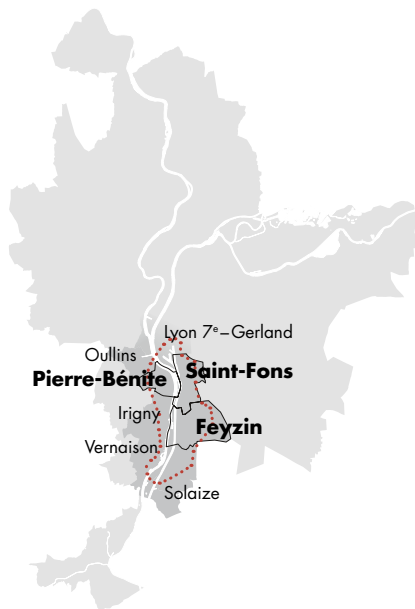 Lyon 7e–Gerland
Oullins
Saint-Fons
Pierre-Bénite
Irigny
Feyzin
Vernaison
Solaize